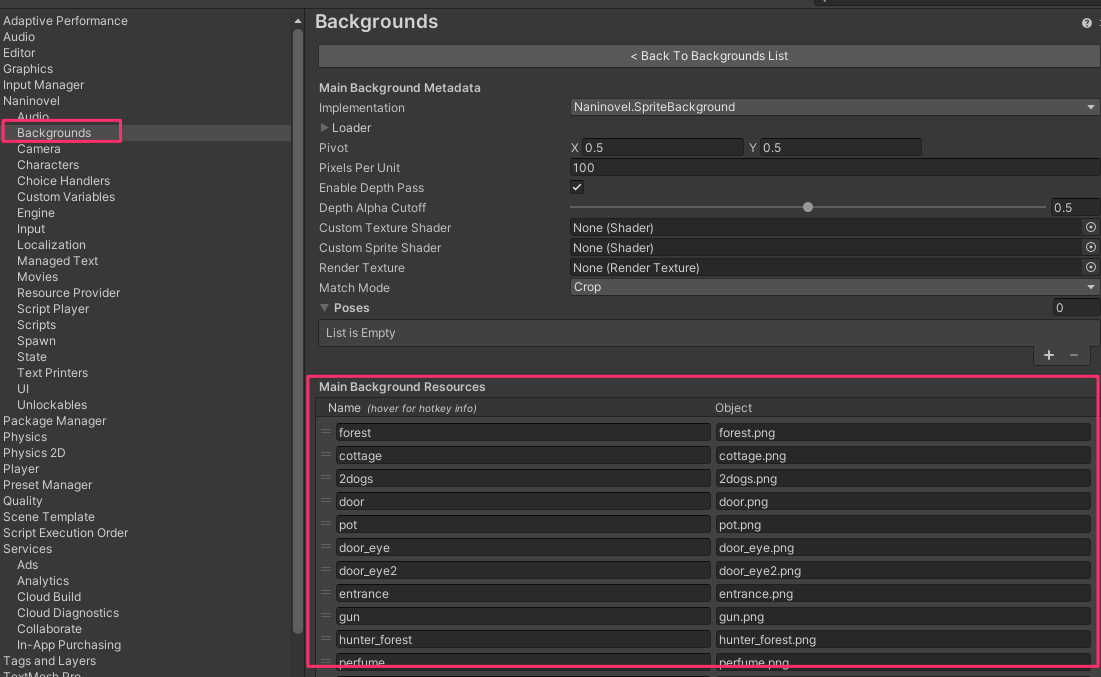 Adaptive Performance
Audio
Editor
Graphics
Input Manager
Naninovel
Audio
Backgrounds
Camera
Characters
Choice Handlers
Custom Variables
Engine
Input
Localization
Managed Text
Movies
Resource Provider
Script Player
Scripts
Spawn
State
Text Printers
UI
Unlockables
Package Manager
Physics
Physics 2D
Player
Preset Manager
Quality
Scene Template
Script Execution Order
Services
Ads
Analytics
Cloud Build
Cloud Diagnostics
Collaborate
In-App Purchasing
Tags and Layers
TextMesh Pro
Backgrounds
< Back To Backgrounds List
Main Background Metadata
Implementation Naninovel.SpriteBackground
Loader
Pivot X 0.5 Y 0.5
Pixels Per Unit 100
Enable Depth Pass
Depth Alpha Cutoff 0.5
Custom Texture Shader None (Shader)
Custom Sprite Shader None (Shader)
Render Texture None (Render Texture)
Match Mode Crop
Poses 0
List is Empty
+ −
Main Background Resources
Name (hover for hotkey info) Object
forest forest.png
cottage cottage.png
2dogs 2dogs.png
door door.png
pot pot.png
door_eye door_eye.png
door_eye2 door_eye2.png
entrance entrance.png
gun gun.png
hunter_forest hunter_forest.png
perfume perfume.png